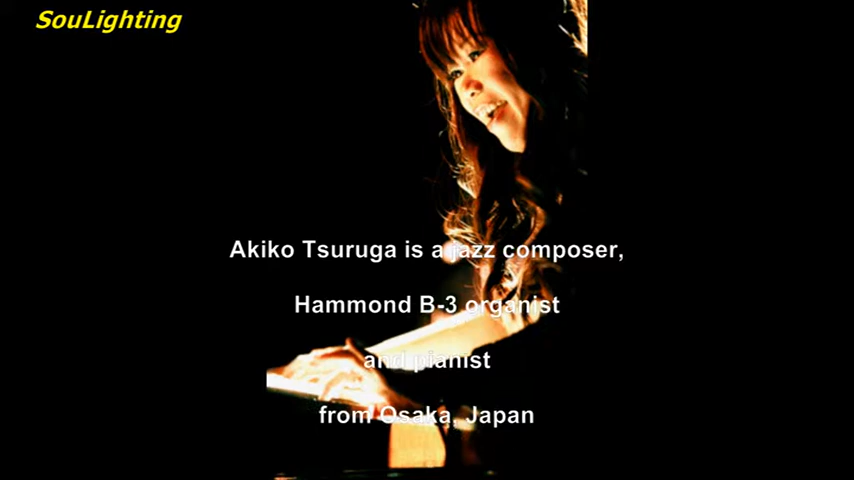 SouLighting
Akiko Tsuruga is a jazz composer,
Hammond B-3 organist
and pianist
from Osaka, Japan